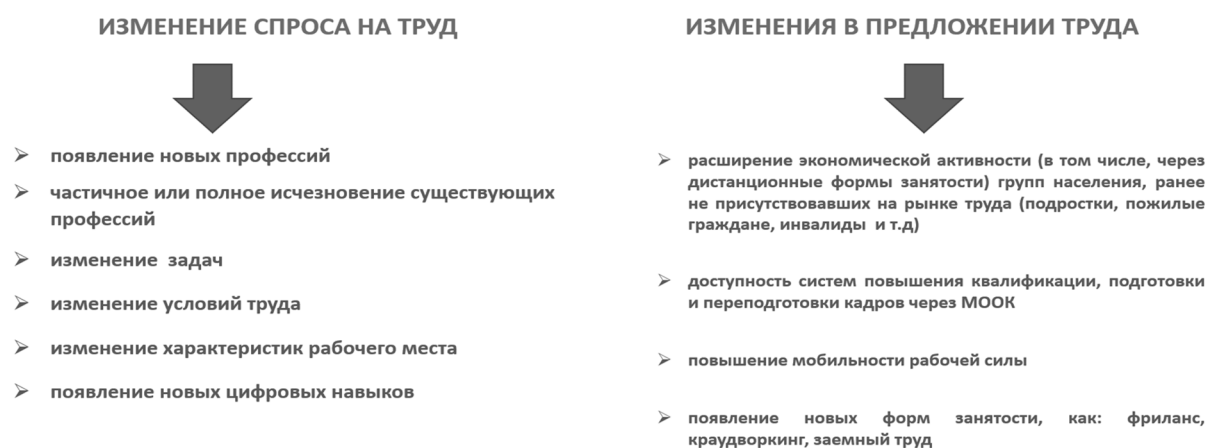 ИЗМЕНЕНИЕ СПРОСА НА ТРУД
➢ появление новых профессий
➢ частичное или полное исчезновение существующих
профессий
➢ изменение задач
➢ изменение условий труда
➢ изменение характеристик рабочего места
➢ появление новых цифровых навыков
ИЗМЕНЕНИЯ В ПРЕДЛОЖЕНИИ ТРУДА
➢ расширение экономической активности (в том числе, через
дистанционные формы занятости) групп населения, ранее
не присутствовавших на рынке труда (подростки, пожилые
граждане, инвалиды и т.д)
➢ доступность систем повышения квалификации, подготовки
и переподготовки кадров через МООК
➢ повышение мобильности рабочей силы
➢ появление новых форм занятости, как: фриланс,
краудворкинг, заемный труд